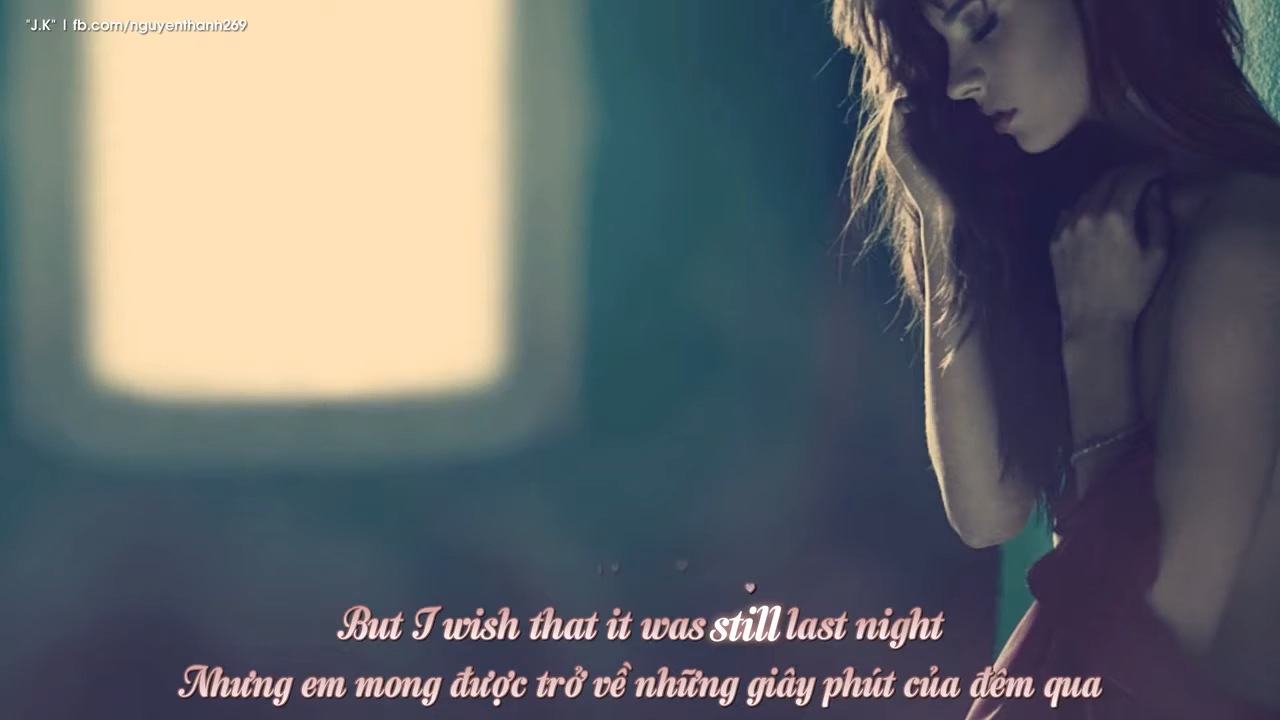 "J.K" | fb.com/nguyenthanh269
But I wish that it was still last night
Nhưng em mong được trở về những giây phút của đêm qua